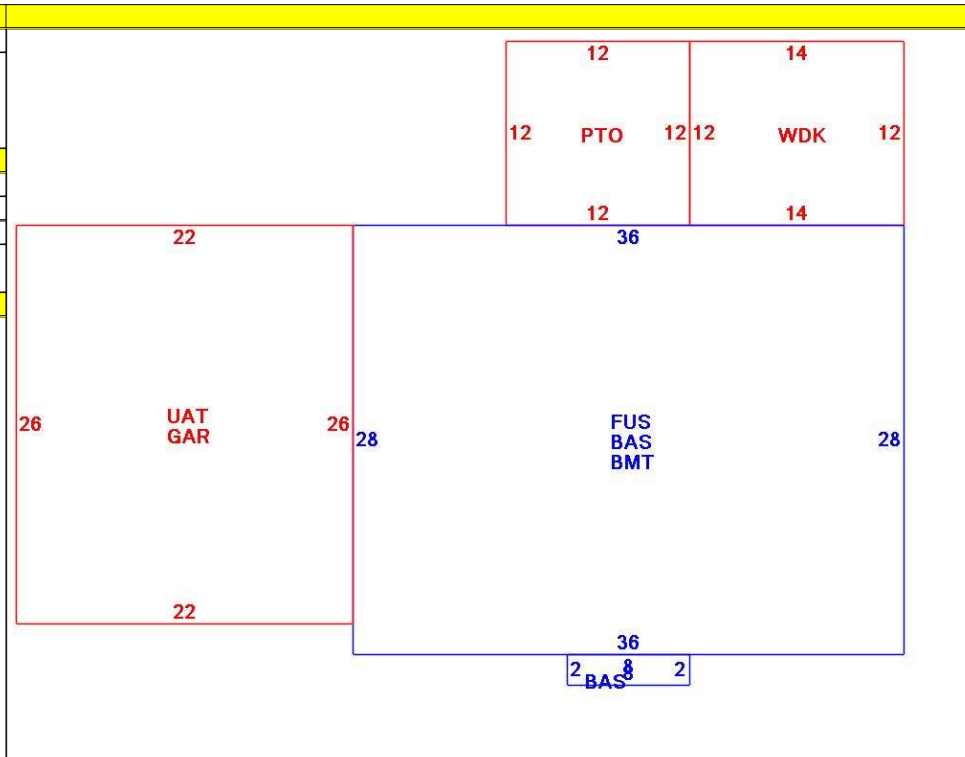 12 14
12 PTO 12 12 WDK 12
12 14
22 36
26 UAT 26
GAR
28 FUS 28
BAS
BMT
22
36
2 8 2
8
BAS